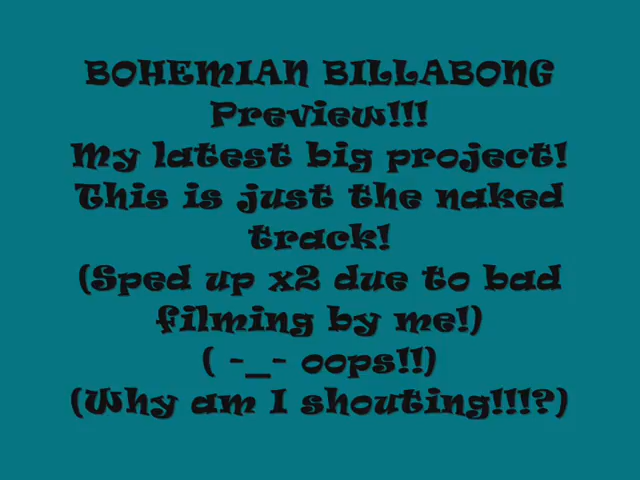 BOHEMIAN BILLABONG
Preview!!!
My latest big project!
This is just the naked
track!
(Sped up x2 due to bad
filming by me!)
( -_- oops!!)
(Why am I shouting!!!?)